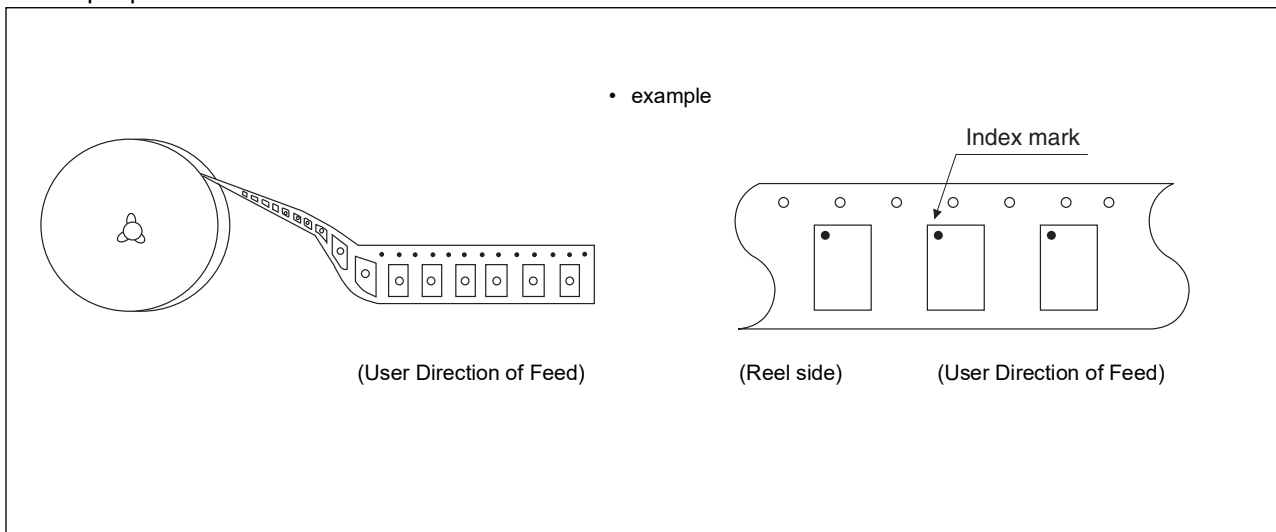 • example
Index mark
(User Direction of Feed)
(Reel side)
(User Direction of Feed)